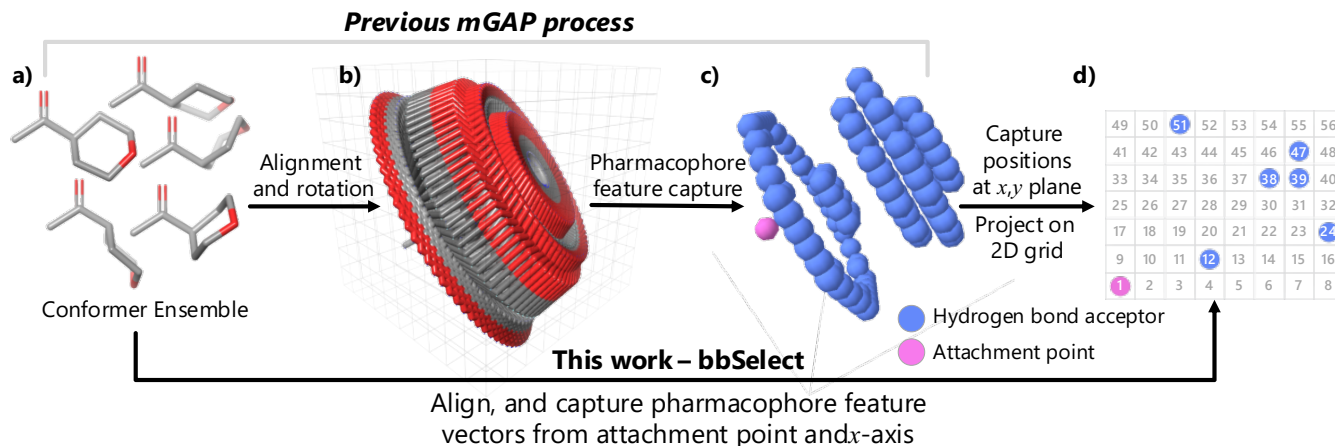 Previous mGAP process
a)
b)
c)
d)
Alignment
and rotation
Pharmacophore
feature capture
Capture
positions
at x,y plane
Project on
2D grid
49 50 51 52 53 54 55 56
41 42 43 44 45 46 47 48
33 34 35 36 37 38 39 40
25 26 27 28 29 30 31 32
17 18 19 20 21 22 23 24
9 10 11 12 13 14 15 16
1 2 3 4 5 6 7 8
Conformer Ensemble
Hydrogen bond acceptor
Attachment point
This work – bbSelect
Align, and capture pharmacophore feature
vectors from attachment point and x-axis